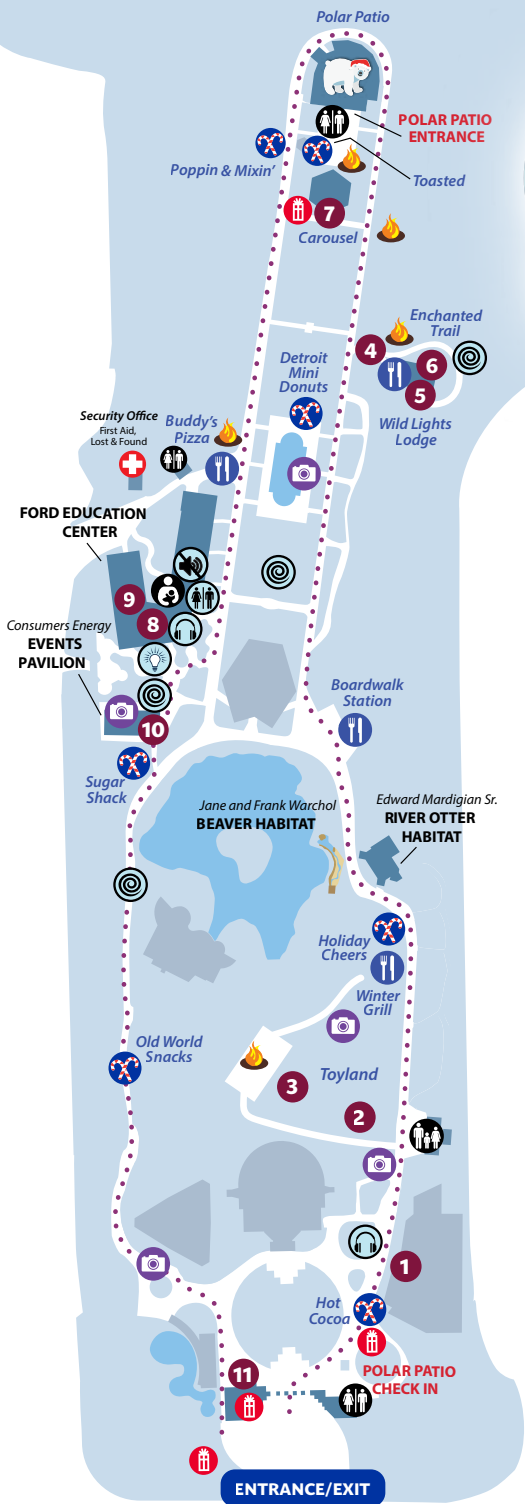 Polar Patio
POLAR PATIO
ENTRANCE
Poppin & Mixin'
Toasted
7
Carousel
Enchanted
Trail
4
6
5
Wild Lights
Lodge
Detroit
Mini
Donuts
Security Office
First Aid,
Lost & Found
Buddy's
Pizza
FORD EDUCATION
CENTER
9
8
Consumers Energy
EVENTS
PAVILION
10
Boardwalk
Station
Sugar
Shack
Jane and Frank Warchol
BEAVER HABITAT
Edward Mardigian Sr.
RIVER OTTER
HABITAT
Holiday
Cheers
Winter
Grill
Old World
Snacks
Toyland
3
2
1
Hot
Cocoa
11
POLAR PATIO
CHECK IN
ENTRANCE/EXIT